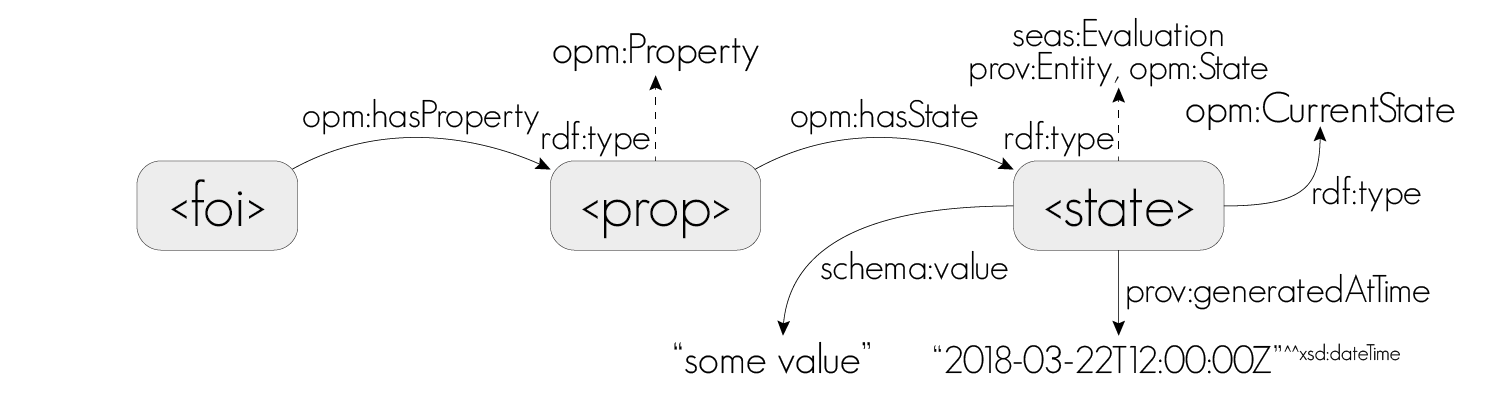 seas:Evaluation
opm:Property
prov:Entity, opm:State
opm:hasProperty
opm:hasState
opm:CurrentState
rdf:type
rdf:type
<foi>
<prop>
<state>
rdf:type
schema:value
prov:generatedAtTime
“some value”
“2018-03-22T12:00:00Z”^^xsd:dateTime